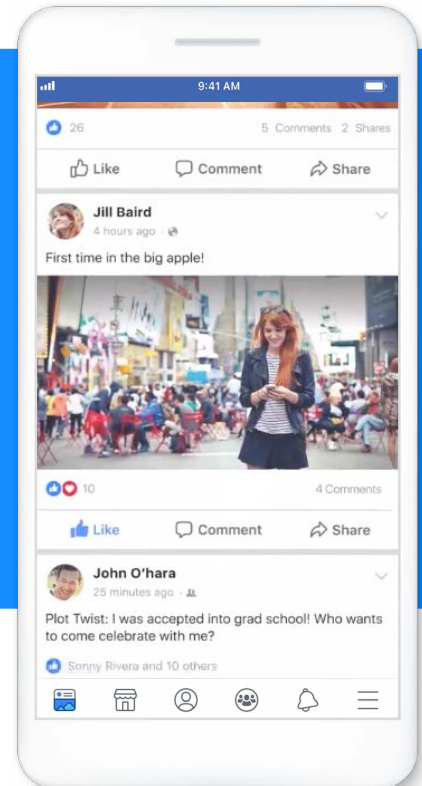 9:41 AM
26 5 Comments 2 Shares
Like Comment Share
Jill Baird
4 hours ago ·
First time in the big apple!
10 4 Comments
Like Comment Share
John O'hara
25 minutes ago ·
Plot Twist: I was accepted into grad school! Who wants
to come celebrate with me?
Sonny Rivera and 10 others